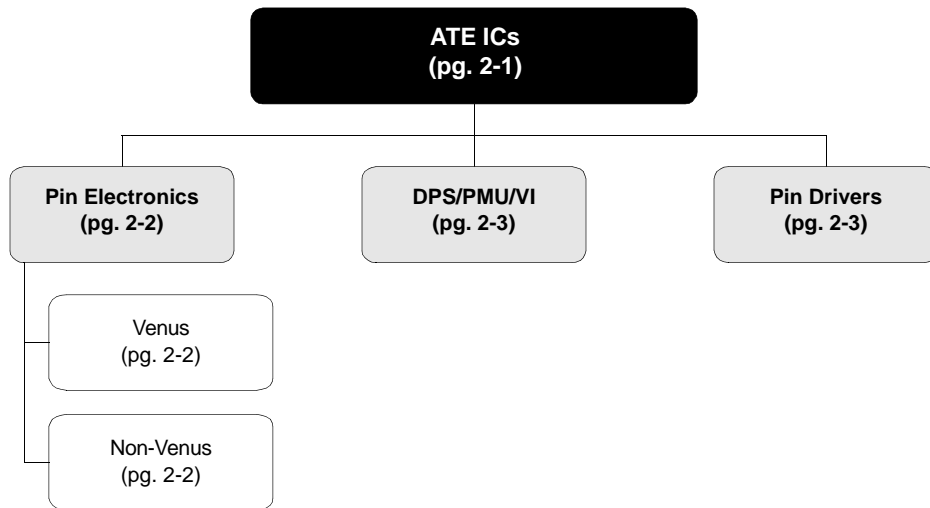 ATE ICs
(pg. 2-1)
Pin Electronics
(pg. 2-2)
DPS/PMU/VI
(pg. 2-3)
Pin Drivers
(pg. 2-3)
Venus
(pg. 2-2)
Non-Venus
(pg. 2-2)